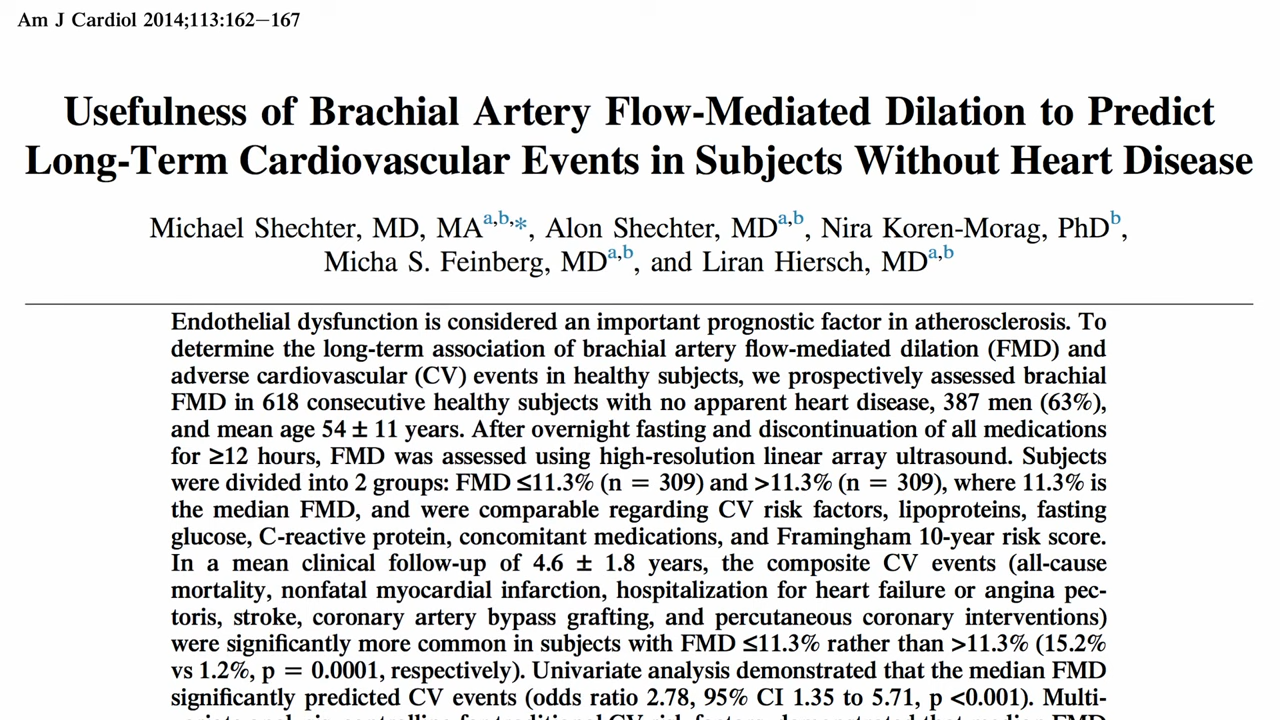 Am J Cardiol 2014;113:162–167
Usefulness of Brachial Artery Flow-Mediated Dilation to Predict
Long-Term Cardiovascular Events in Subjects Without Heart Disease
Michael Shechter, MD, MAa,b,*, Alon Shechter, MDa,b, Nira Koren-Morag, PhDb,
Micha S. Feinberg, MDa,b, and Liran Hiersch, MDa,b
Endothelial dysfunction is considered an important prognostic factor in atherosclerosis. To
determine the long-term association of brachial artery flow-mediated dilation (FMD) and
adverse cardiovascular (CV) events in healthy subjects, we prospectively assessed brachial
FMD in 618 consecutive healthy subjects with no apparent heart disease, 387 men (63%),
and mean age 54 ± 11 years. After overnight fasting and discontinuation of all medications
for ≥12 hours, FMD was assessed using high-resolution linear array ultrasound. Subjects
were divided into 2 groups: FMD ≤11.3% (n = 309) and >11.3% (n = 309), where 11.3% is
the median FMD, and were comparable regarding CV risk factors, lipoproteins, fasting
glucose, C-reactive protein, concomitant medications, and Framingham 10-year risk score.
In a mean clinical follow-up of 4.6 ± 1.8 years, the composite CV events (all-cause
mortality, nonfatal myocardial infarction, hospitalization for heart failure or angina pec-
toris, stroke, coronary artery bypass grafting, and percutaneous coronary interventions)
were significantly more common in subjects with FMD ≤11.3% rather than >11.3% (15.2%
vs 1.2%, p = 0.0001, respectively). Univariate analysis demonstrated that the median FMD
significantly predicted CV events (odds ratio 2.78, 95% CI 1.35 to 5.71, p <0.001). Multi-